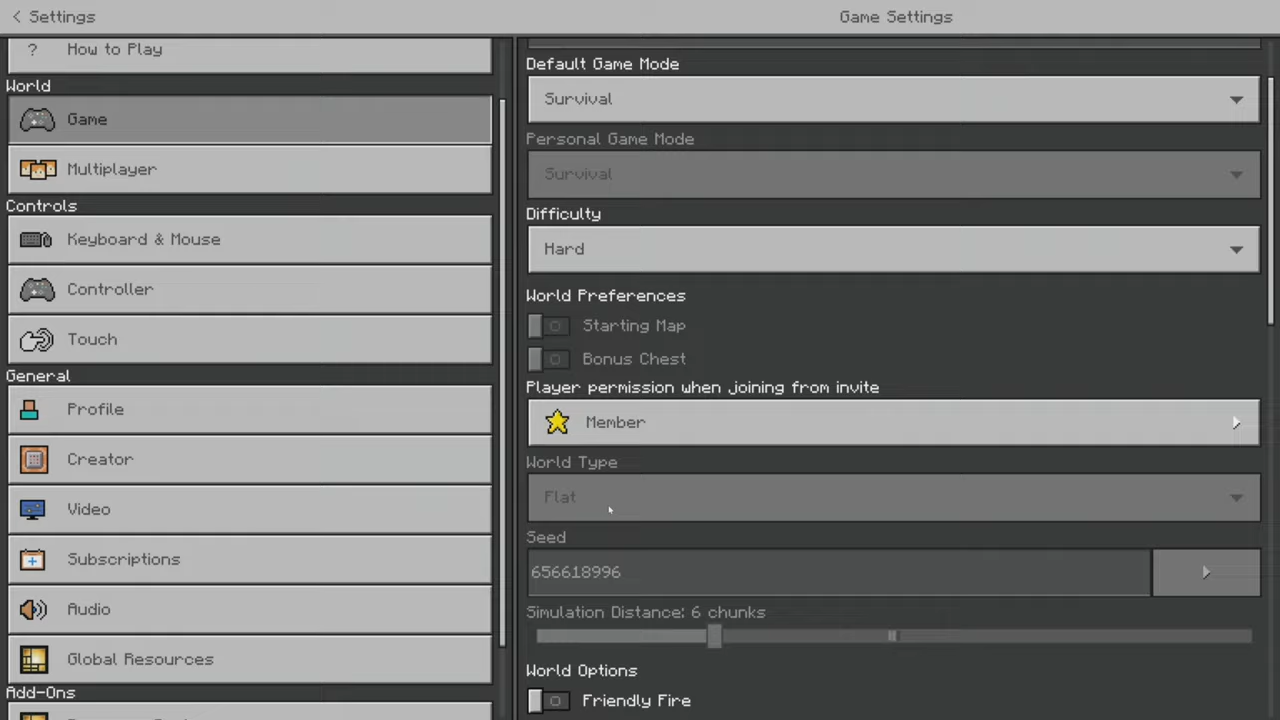 Settings
Game Settings
? How to Play
World
Game
Multiplayer
Controls
Keyboard & Mouse
Controller
Touch
General
Profile
Creator
Video
Subscriptions
Audio
Global Resources
Add-Ons
Default Game Mode
Survival
Personal Game Mode
Survival
Difficulty
Hard
World Preferences
Starting Map
Bonus Chest
Player permission when joining from invite
Member
World Type
Flat
Seed
656618996
Simulation Distance: 6 chunks
World Options
Friendly Fire